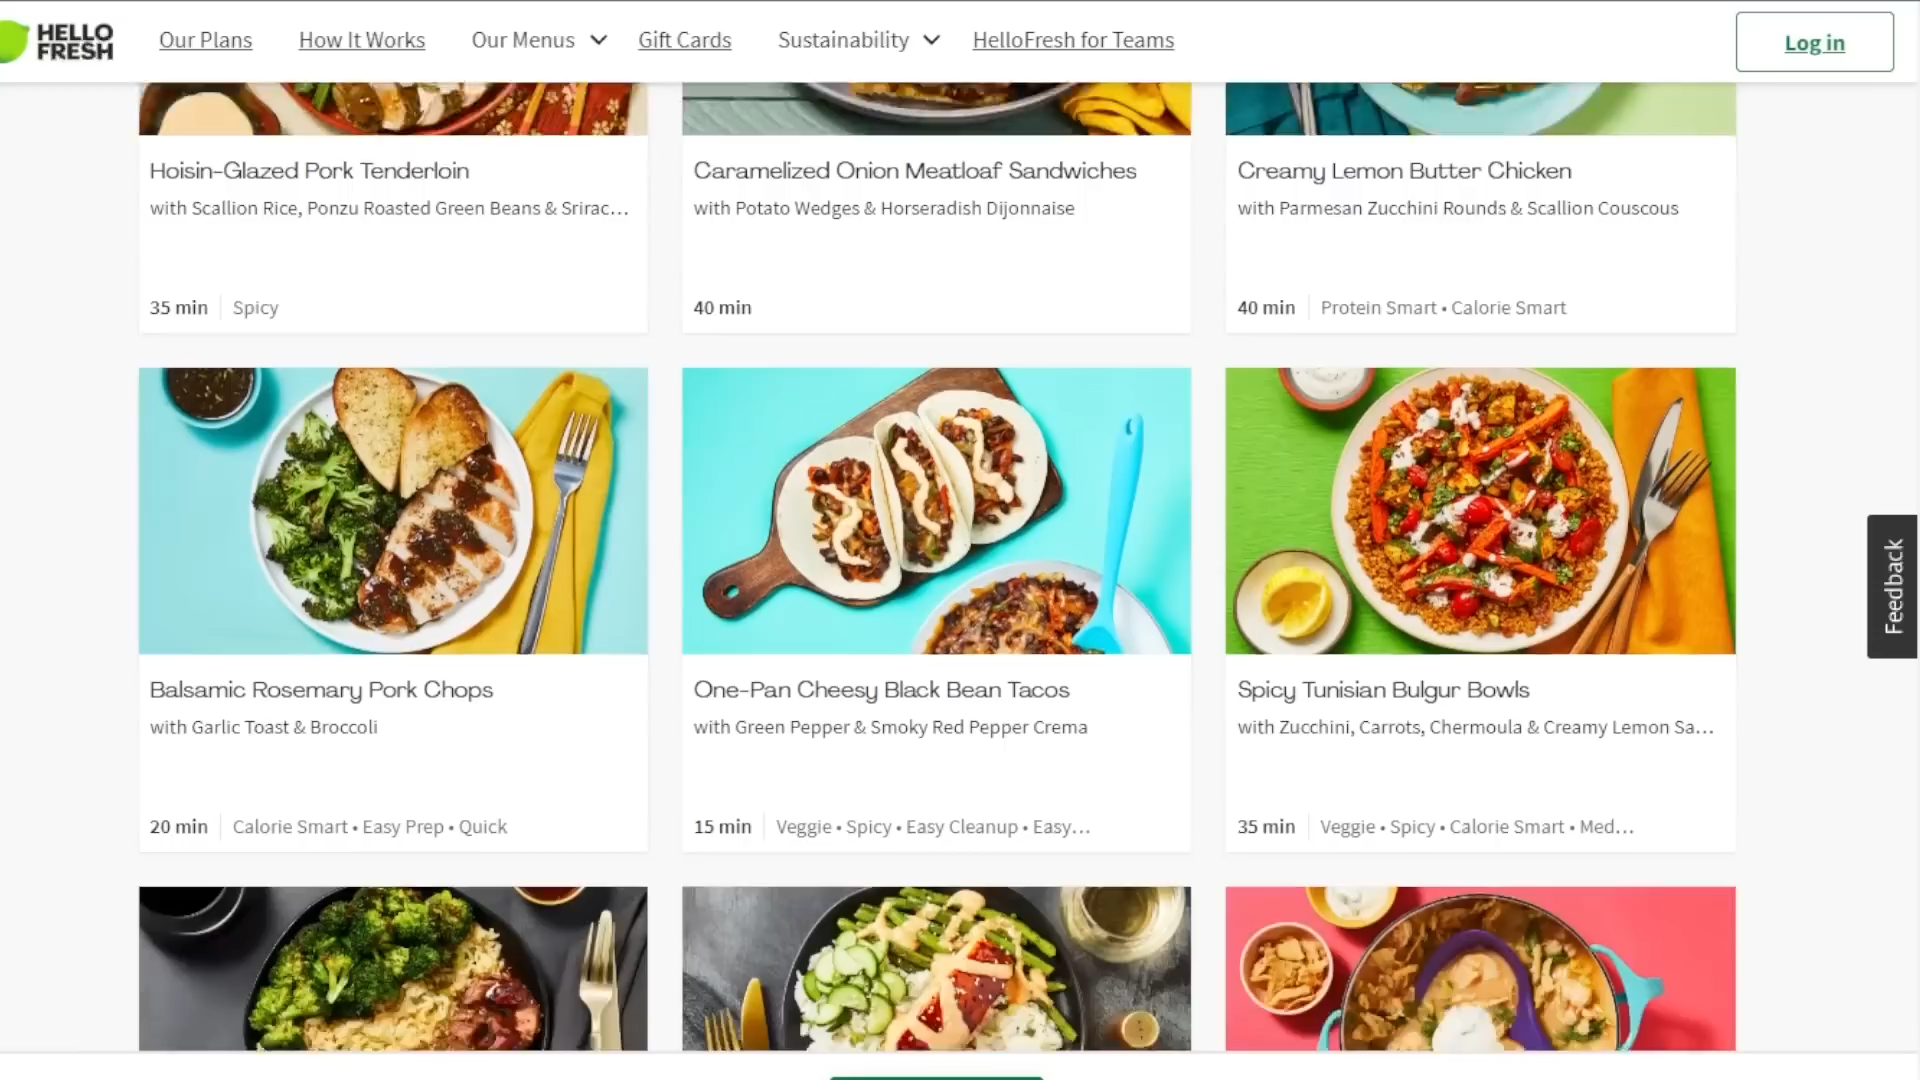 HELLO
FRESH
Our Plans
How It Works
Our Menus
Gift Cards
Sustainability
HelloFresh for Teams
Log in
Hoisin-Glazed Pork Tenderloin
with Scallion Rice, Ponzu Roasted Green Beans & Srirac...
35 min
Spicy
Caramelized Onion Meatloaf Sandwiches
with Potato Wedges & Horseradish Dijonnaise
40 min
Creamy Lemon Butter Chicken
with Parmesan Zucchini Rounds & Scallion Couscous
40 min
Protein Smart • Calorie Smart
Balsamic Rosemary Pork Chops
with Garlic Toast & Broccoli
20 min
Calorie Smart • Easy Prep • Quick
One-Pan Cheesy Black Bean Tacos
with Green Pepper & Smoky Red Pepper Crema
15 min
Veggie • Spicy • Easy Cleanup • Easy...
Spicy Tunisian Bulgur Bowls
with Zucchini, Carrots, Chermoula & Creamy Lemon Sa...
35 min
Veggie • Spicy • Calorie Smart • Med...
Feedback